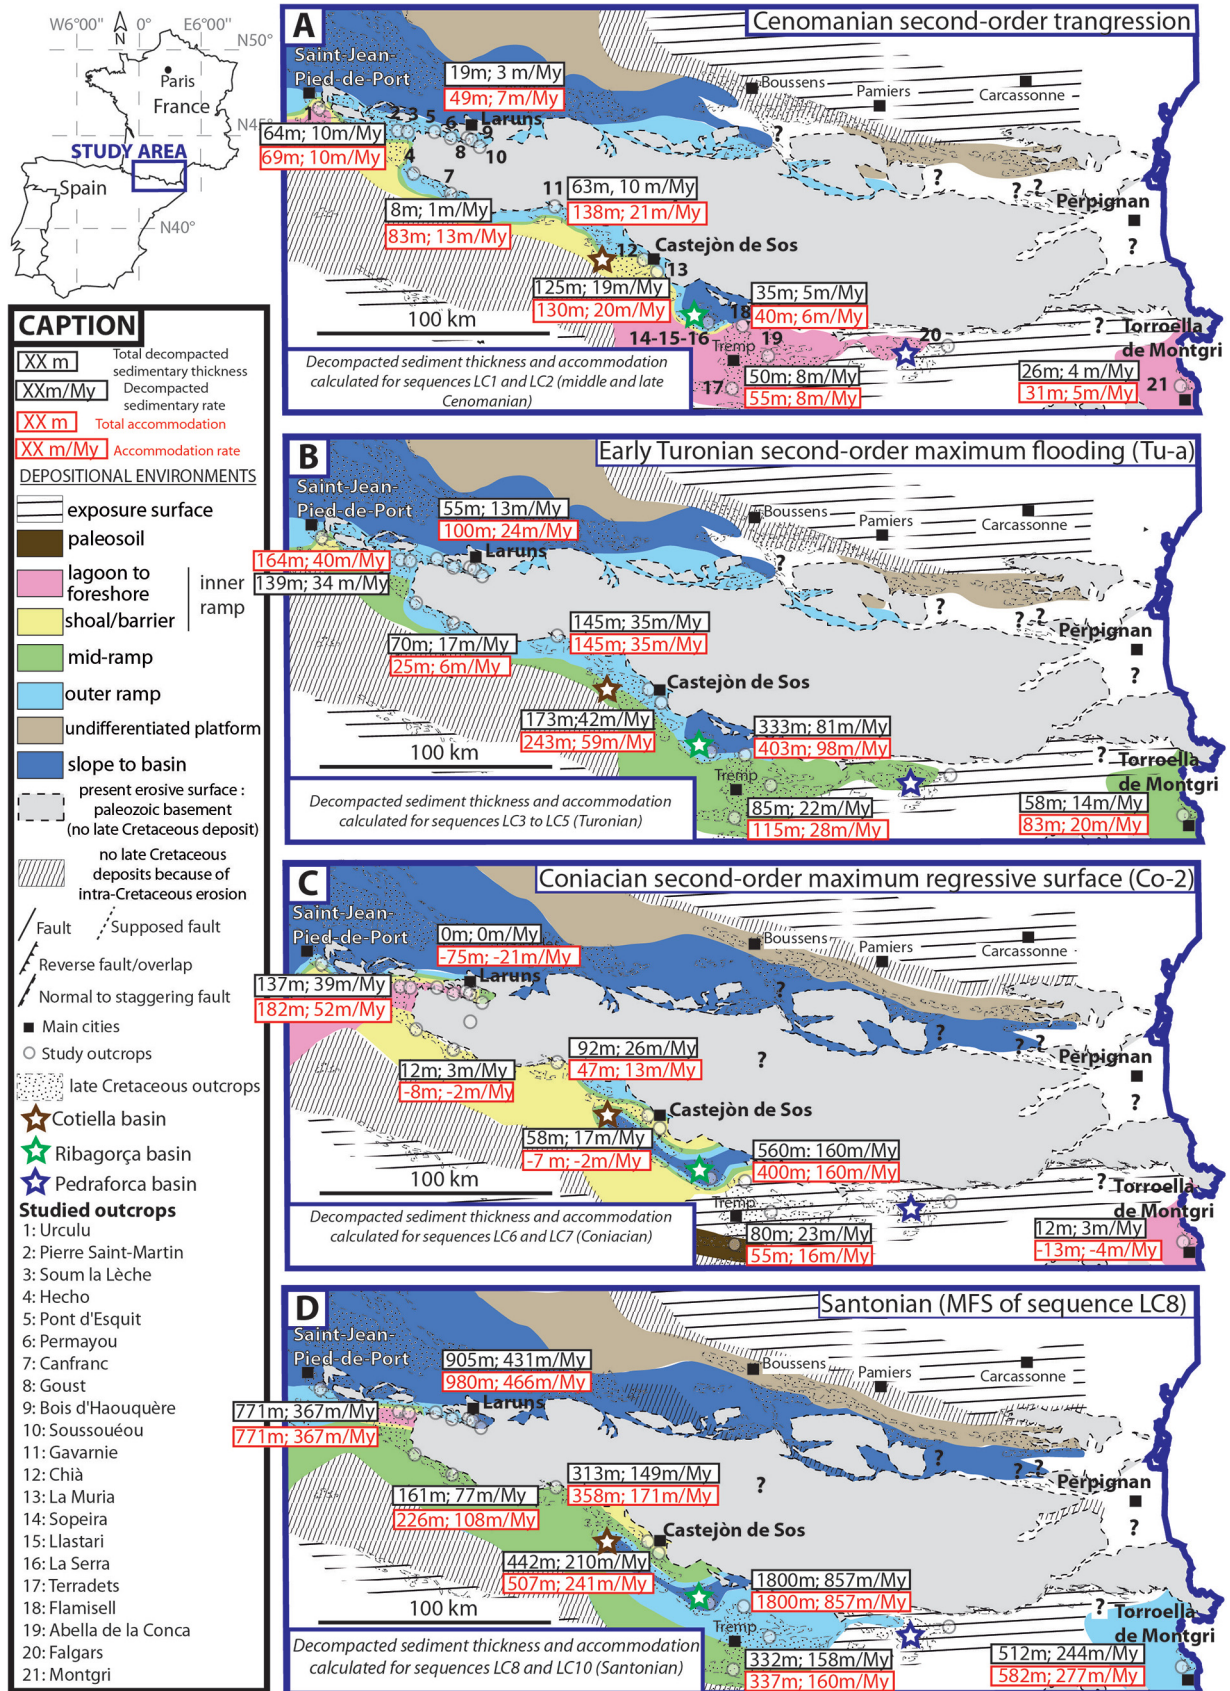 W6°00" 0° E6°00"
N
N50°
Paris
France
N45°
STUDY AREA
Spain
N40°
CAPTION
XX m
Total decompacted
sedimentary thickness
XXm/My
Decompacted
sedimentary rate
XX m
Total accommodation
XX m/My
Accommodation rate
DEPOSITIONAL ENVIRONMENTS
exposure surface
paleosoil
lagoon to
foreshore
shoal/barrier
inner
ramp
mid-ramp
outer ramp
undifferentiated platform
slope to basin
present erosive surface :
paleozoic basement
(no late Cretaceous deposit)
no late Cretaceous
deposits because of
intra-Cretaceous erosion
Fault
Supposed fault
Reverse fault/overlap
Normal to staggering fault
Main cities
Study outcrops
late Cretaceous outcrops
Cotiella basin
Ribagorça basin
Pedraforca basin
Studied outcrops
1: Urculu
2: Pierre Saint-Martin
3: Soum la Lèche
4: Hecho
5: Pont d'Esquit
6: Permayou
7: Canfranc
8: Goust
9: Bois d'Haouquère
10: Soussouéou
11: Gavarnie
12: Chià
13: La Muria
14: Sopeira
15: Llastari
16: La Serra
17: Terradets
18: Flamisell
19: Abella de la Conca
20: Falgars
21: Montgri
A
Cenomanian second-order trangression
Saint-Jean-
Pied-de-Port
19m; 3 m/My
49m; 7m/My
Boussens
Pamiers
Carcassonne
1
2 3 5
6
Laruns
9
8
10
?
64m; 10m/My
69m; 10m/My
4
7
? ? ?
Perpignan
?
8m; 1m/My
83m; 13m/My
11
63m, 10 m/My
138m; 21m/My
12
Castejòn de Sos
13
125m; 19m/My
130m; 20m/My
35m; 5m/My
40m; 6m/My
100 km
14-15-16
18
Tremp
19
20
?
Torroella
de Montgri
17
50m; 8m/My
55m; 8m/My
26m; 4 m/My
31m; 5m/My
21
Decompacted sediment thickness and accommodation
calculated for sequences LC1 and LC2 (middle and late
Cenomanian)
B
Early Turonian second-order maximum flooding (Tu-a)
Saint-Jean-
Pied-de-Port
55m; 13m/My
100m; 24m/My
Boussens
Pamiers
Carcassonne
Laruns
?
164m; 40m/My
139m; 34 m/My
? ? ?
Perpignan
?
70m; 17m/My
25m; 6m/My
145m; 35m/My
145m; 35m/My
Castejòn de Sos
173m;42m/My
243m; 59m/My
333m; 81m/My
403m; 98m/My
100 km
Tremp
?
Torroella
de Montgri
85m; 22m/My
115m; 28m/My
58m; 14m/My
83m; 20m/My
Decompacted sediment thickness and accommodation
calculated for sequences LC3 to LC5 (Turonian)
C
Coniacian second-order maximum regressive surface (Co-2)
Saint-Jean-
Pied-de-Port
0m; 0m/My
-75m; -21m/My
Boussens
Pamiers
Carcassonne
Laruns
?
137m; 39m/My
182m; 52m/My
? ? ?
Perpignan
?
12m; 3m/My
-8m; -2m/My
92m; 26m/My
47m; 13m/My
?
Castejòn de Sos
58m; 17m/My
-7 m; -2m/My
560m: 160m/My
400m; 160m/My
100 km
Tremp
?
Torroella
de Montgri
80m; 23m/My
55m; 16m/My
12m; 3m/My
-13m; -4m/My
Decompacted sediment thickness and accommodation
calculated for sequences LC6 and LC7 (Coniacian)
D
Santonian (MFS of sequence LC8)
Saint-Jean-
Pied-de-Port
905m; 431m/My
980m; 466m/My
Boussens
Pamiers
Carcassonne
Laruns
771m; 367m/My
771m; 367m/My
? ? ?
Perpignan
?
161m; 77m/My
226m; 108m/My
313m; 149m/My
358m; 171m/My
?
Castejòn de Sos
442m; 210m/My
507m; 241m/My
1800m; 857m/My
1800m; 857m/My
100 km
Tremp
?
Torroella
de Montgri
332m; 158m/My
337m; 160m/My
512m; 244m/My
582m; 277m/My
Decompacted sediment thickness and accommodation
calculated for sequences LC8 and LC10 (Santonian)